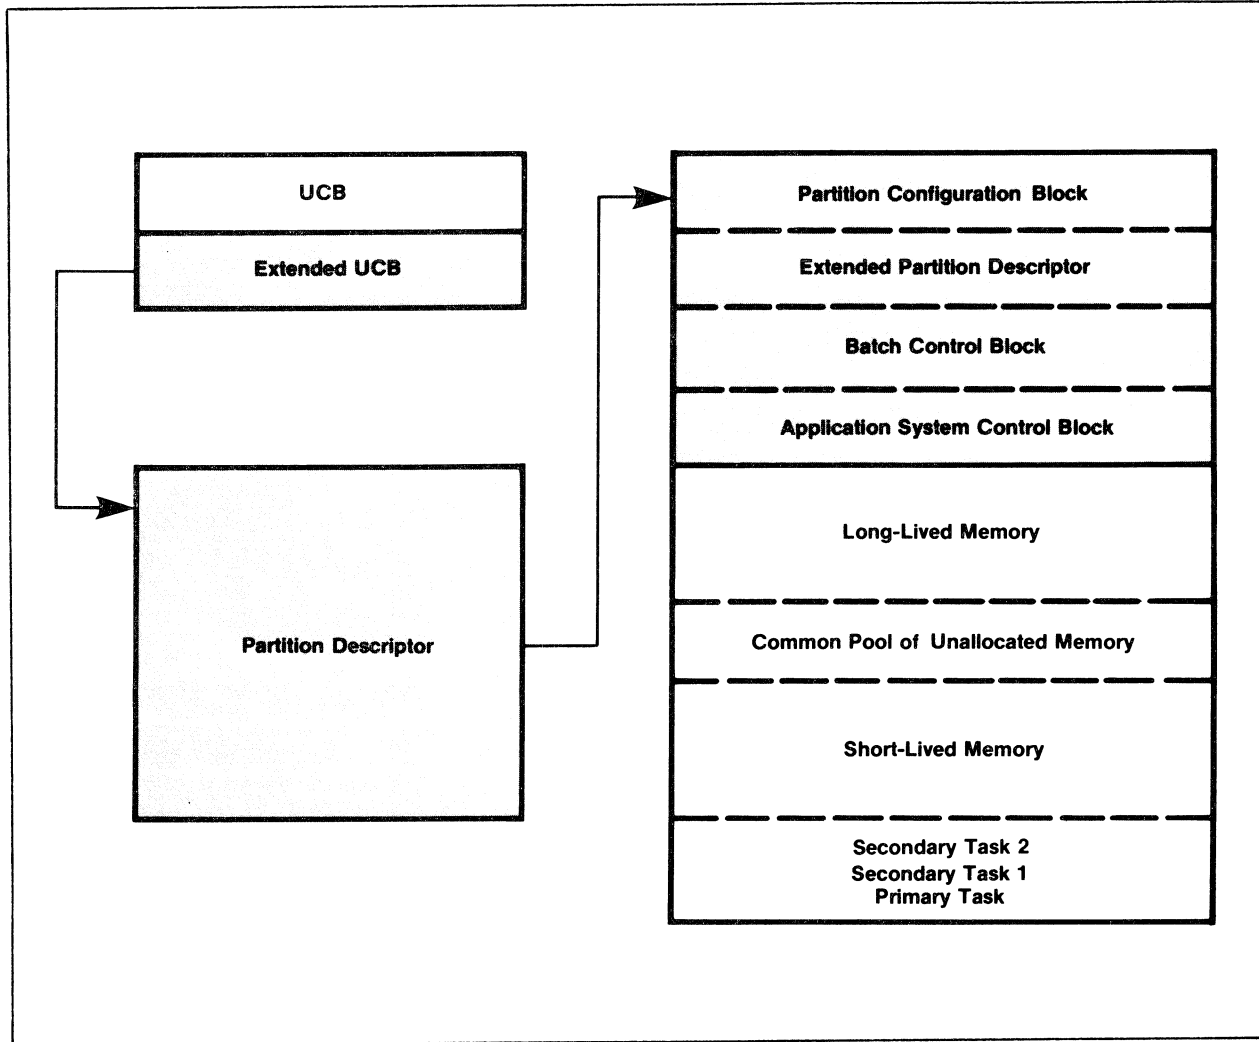 UCB
Extended UCB
Partition Descriptor
Partition Configuration Block
Extended Partition Descriptor
Batch Control Block
Application System Control Block
Long-Lived Memory
Common Pool of Unallocated Memory
Short-Lived Memory
Secondary Task 2
Secondary Task 1
Primary Task